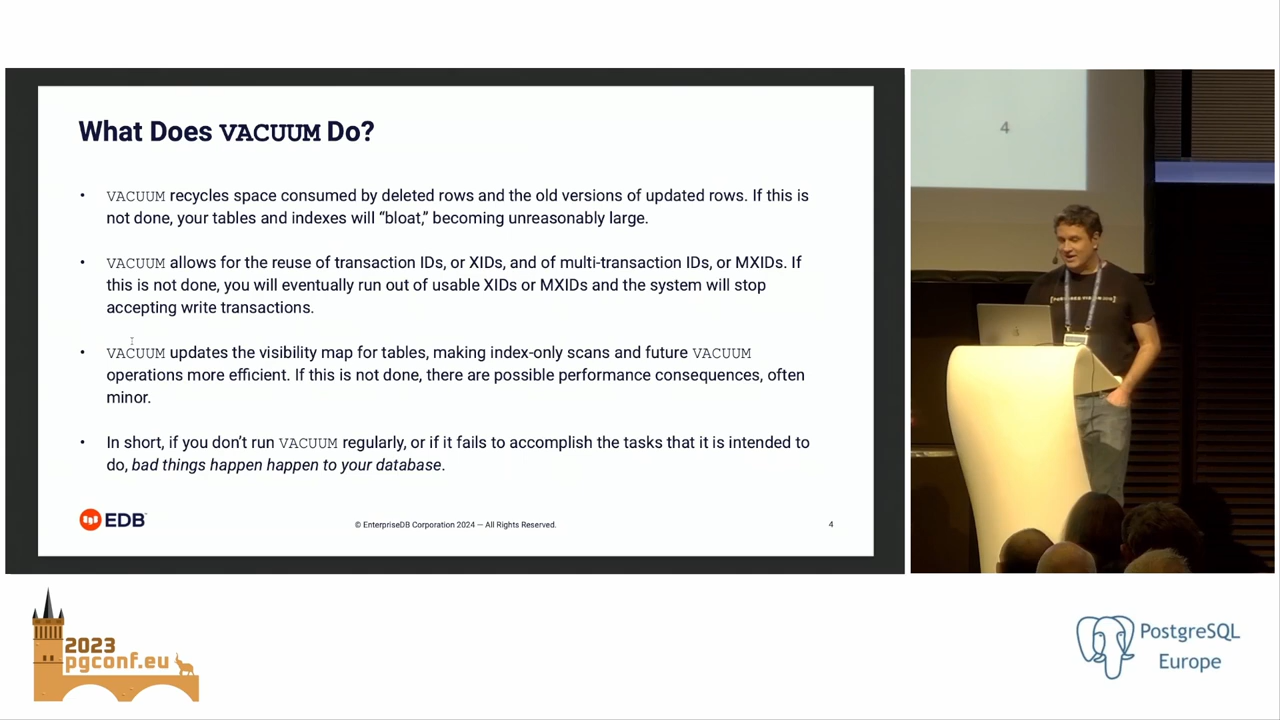 What Does VACUUM Do?
• VACUUM recycles space consumed by deleted rows and the old versions of updated rows. If this is
not done, your tables and indexes will “bloat,” becoming unreasonably large.
• VACUUM allows for the reuse of transaction IDs, or XIDs, and of multi-transaction IDs, or MXIDs. If
this is not done, you will eventually run out of usable XIDs or MXIDs and the system will stop
accepting write transactions.
• VACUUM updates the visibility map for tables, making index-only scans and future VACUUM
operations more efficient. If this is not done, there are possible performance consequences, often
minor.
• In short, if you don’t run VACUUM regularly, or if it fails to accomplish the tasks that it is intended to
do, bad things happen happen to your database.
EDB
© EnterpriseDB Corporation 2024 — All Rights Reserved.
4
4
2023
pgconf.eu
PostgreSQL
Europe